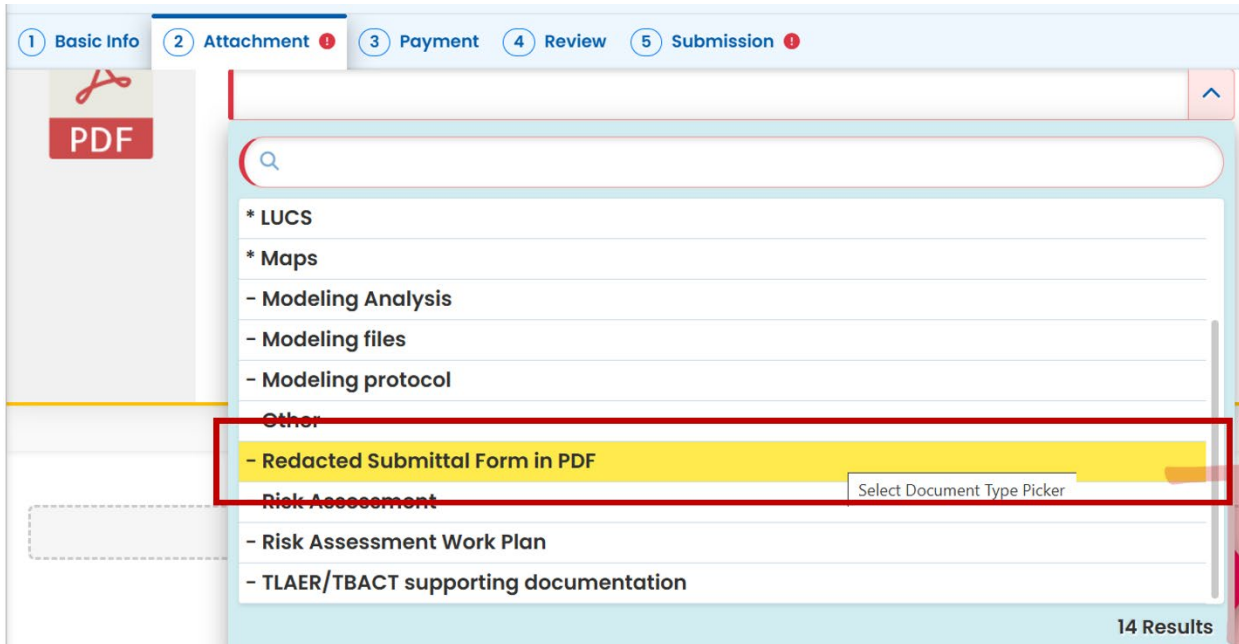 1 Basic Info 2 Attachment ! 3 Payment 4 Review 5 Submission !
PDF
* LUCS
* Maps
- Modeling Analysis
- Modeling files
- Modeling protocol
- Other
- Redacted Submittal Form in PDF
Select Document Type Picker
- Risk Assessment
- Risk Assessment Work Plan
- TLAER/TBACT supporting documentation
14 Results